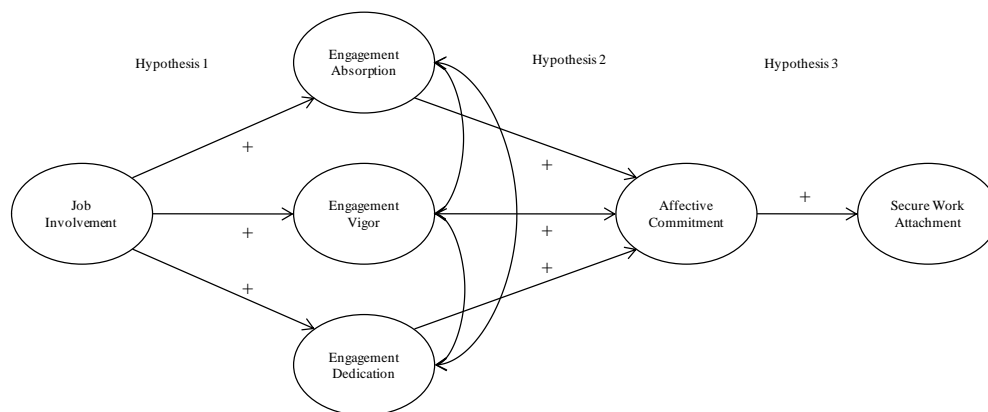 Hypothesis 1
Engagement
Absorption
Hypothesis 2
Hypothesis 3
+
+
+
Job
Involvement
Engagement
Vigor
Affective
Commitment
Secure Work
Attachment
+
+
+
+
Engagement
Dedication